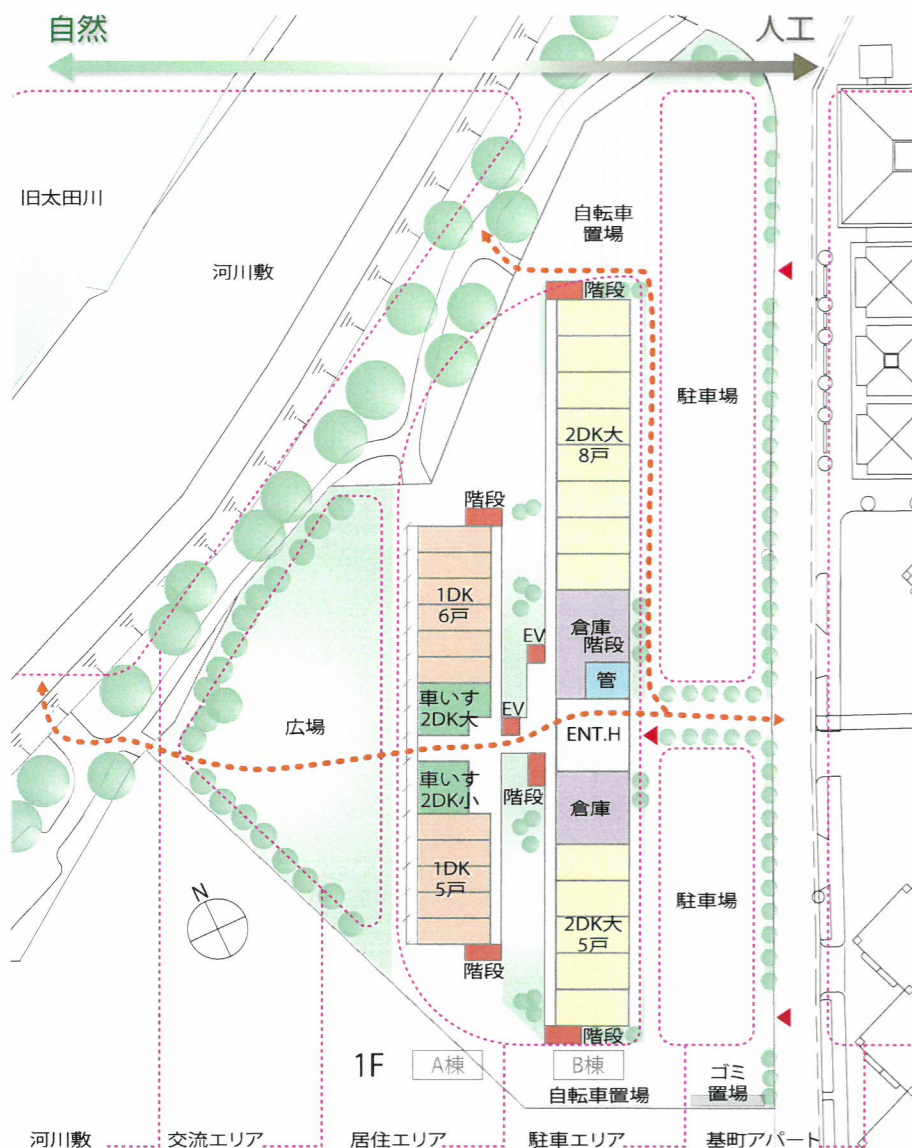 自然
人工
旧太田川
河川敷
自転車
置場
階段
駐車場
2DK大
8戸
階段
1DK
6戸
倉庫
階段
EV
管
車いす
2DK大
EV
広場
ENT.H
車いす
2DK小
階段
倉庫
1DK
5戸
駐車場
N
2DK大
5戸
階段
階段
1F
A棟
B棟
ゴミ
置場
自転車置場
河川敷
交流エリア
居住エリア
駐車エリア
基町アパート